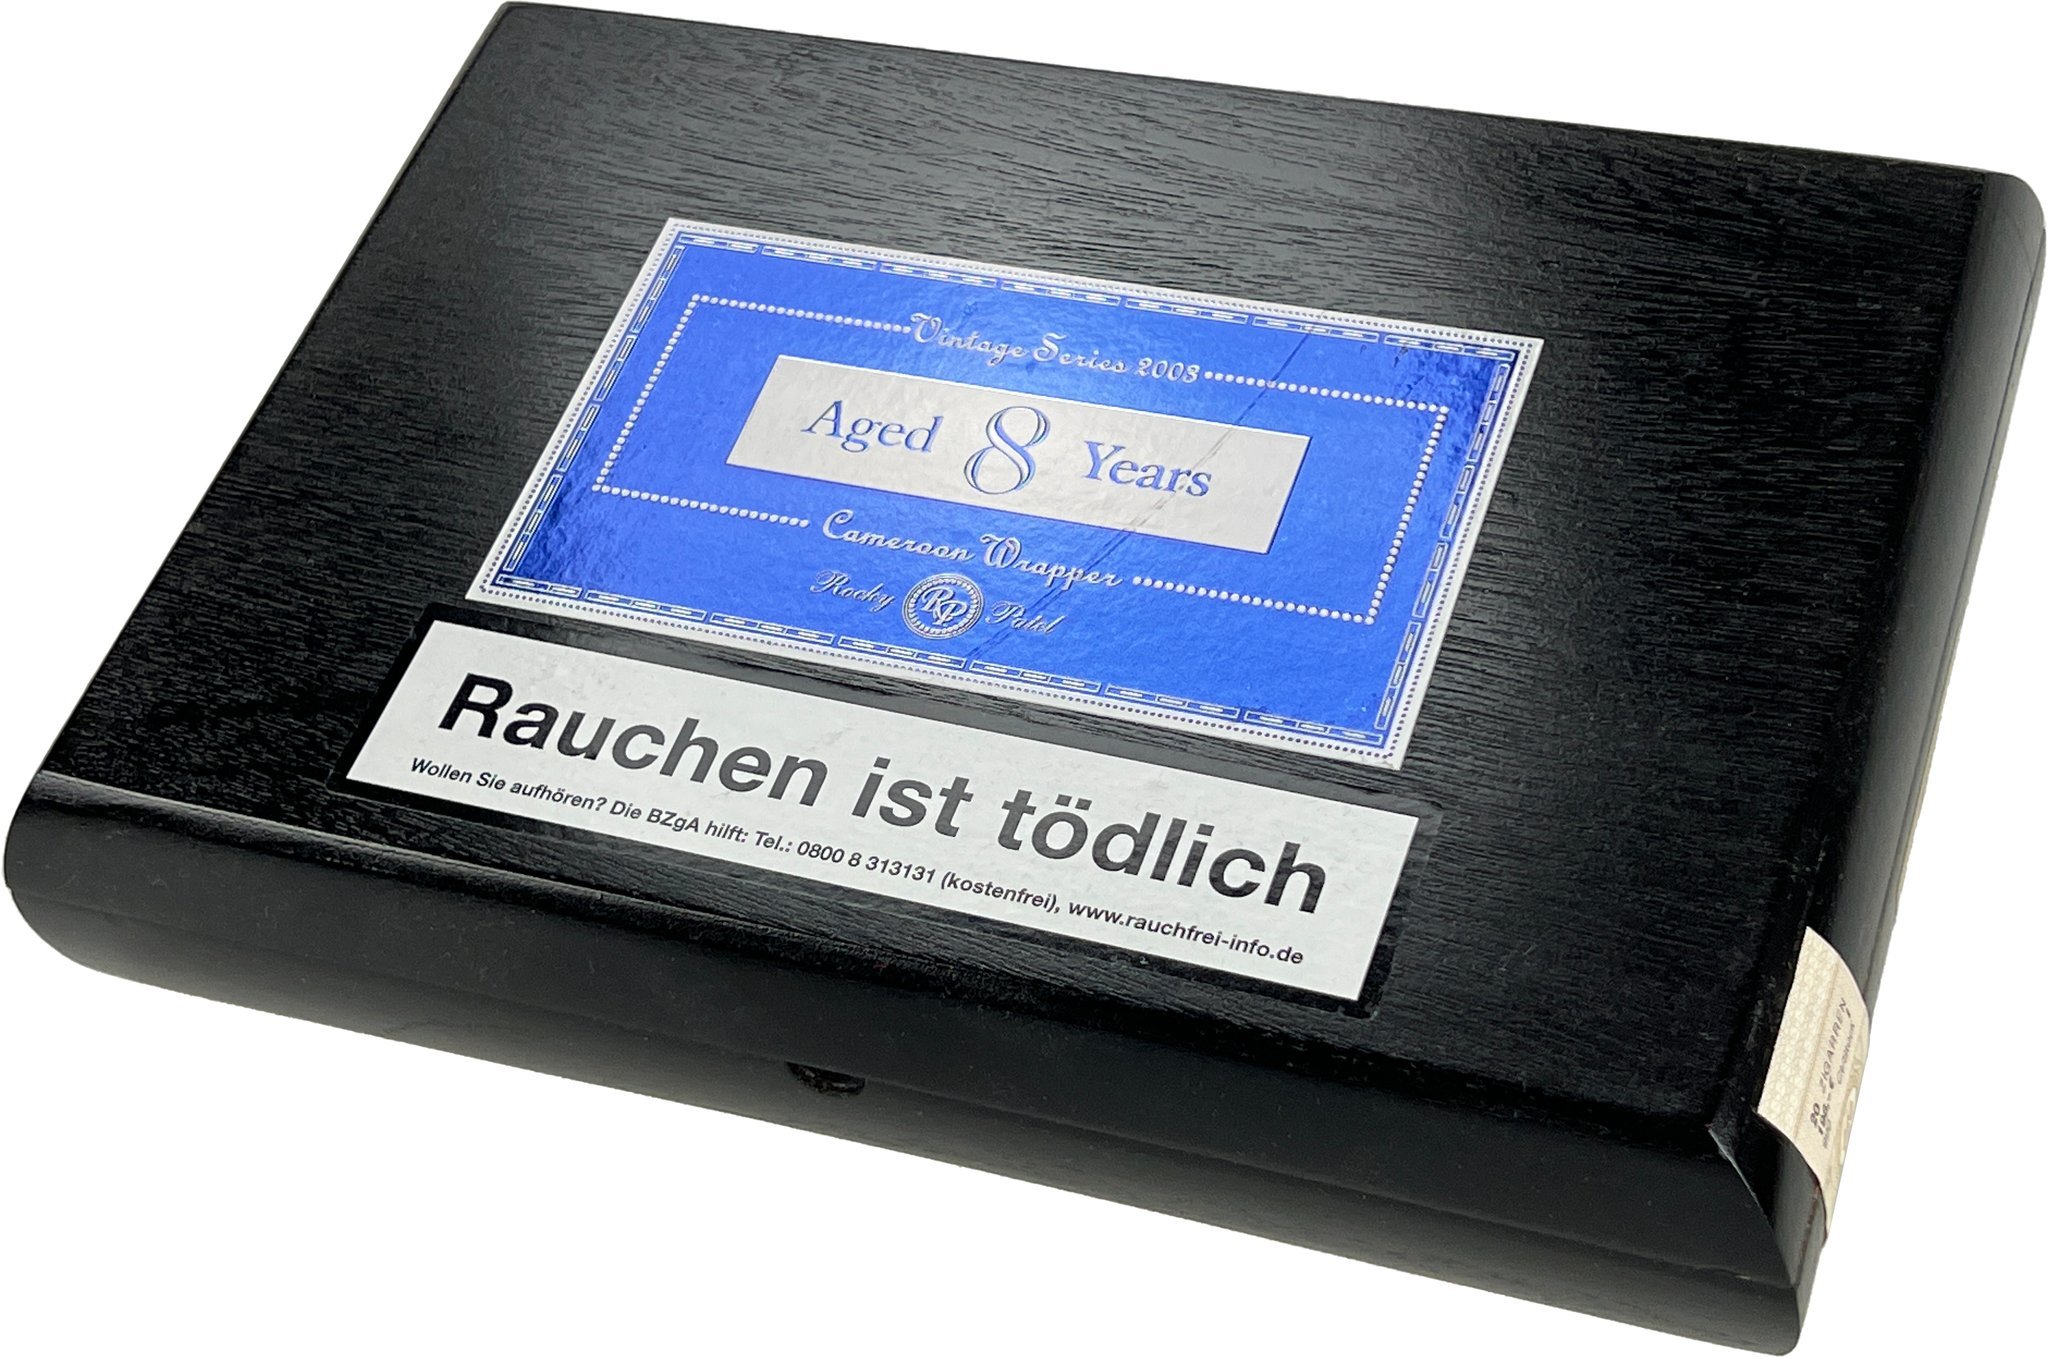 Vintage Series 2003
Aged 8 Years
Cameroon Wrapper
Rocky RP Patel
Rauchen ist tödlich
Wollen Sie aufhören? Die BZgA hilft: Tel.: 0800 8 313131 (kostenfrei), www.rauchfrei-info.de
20 ZIGARREN